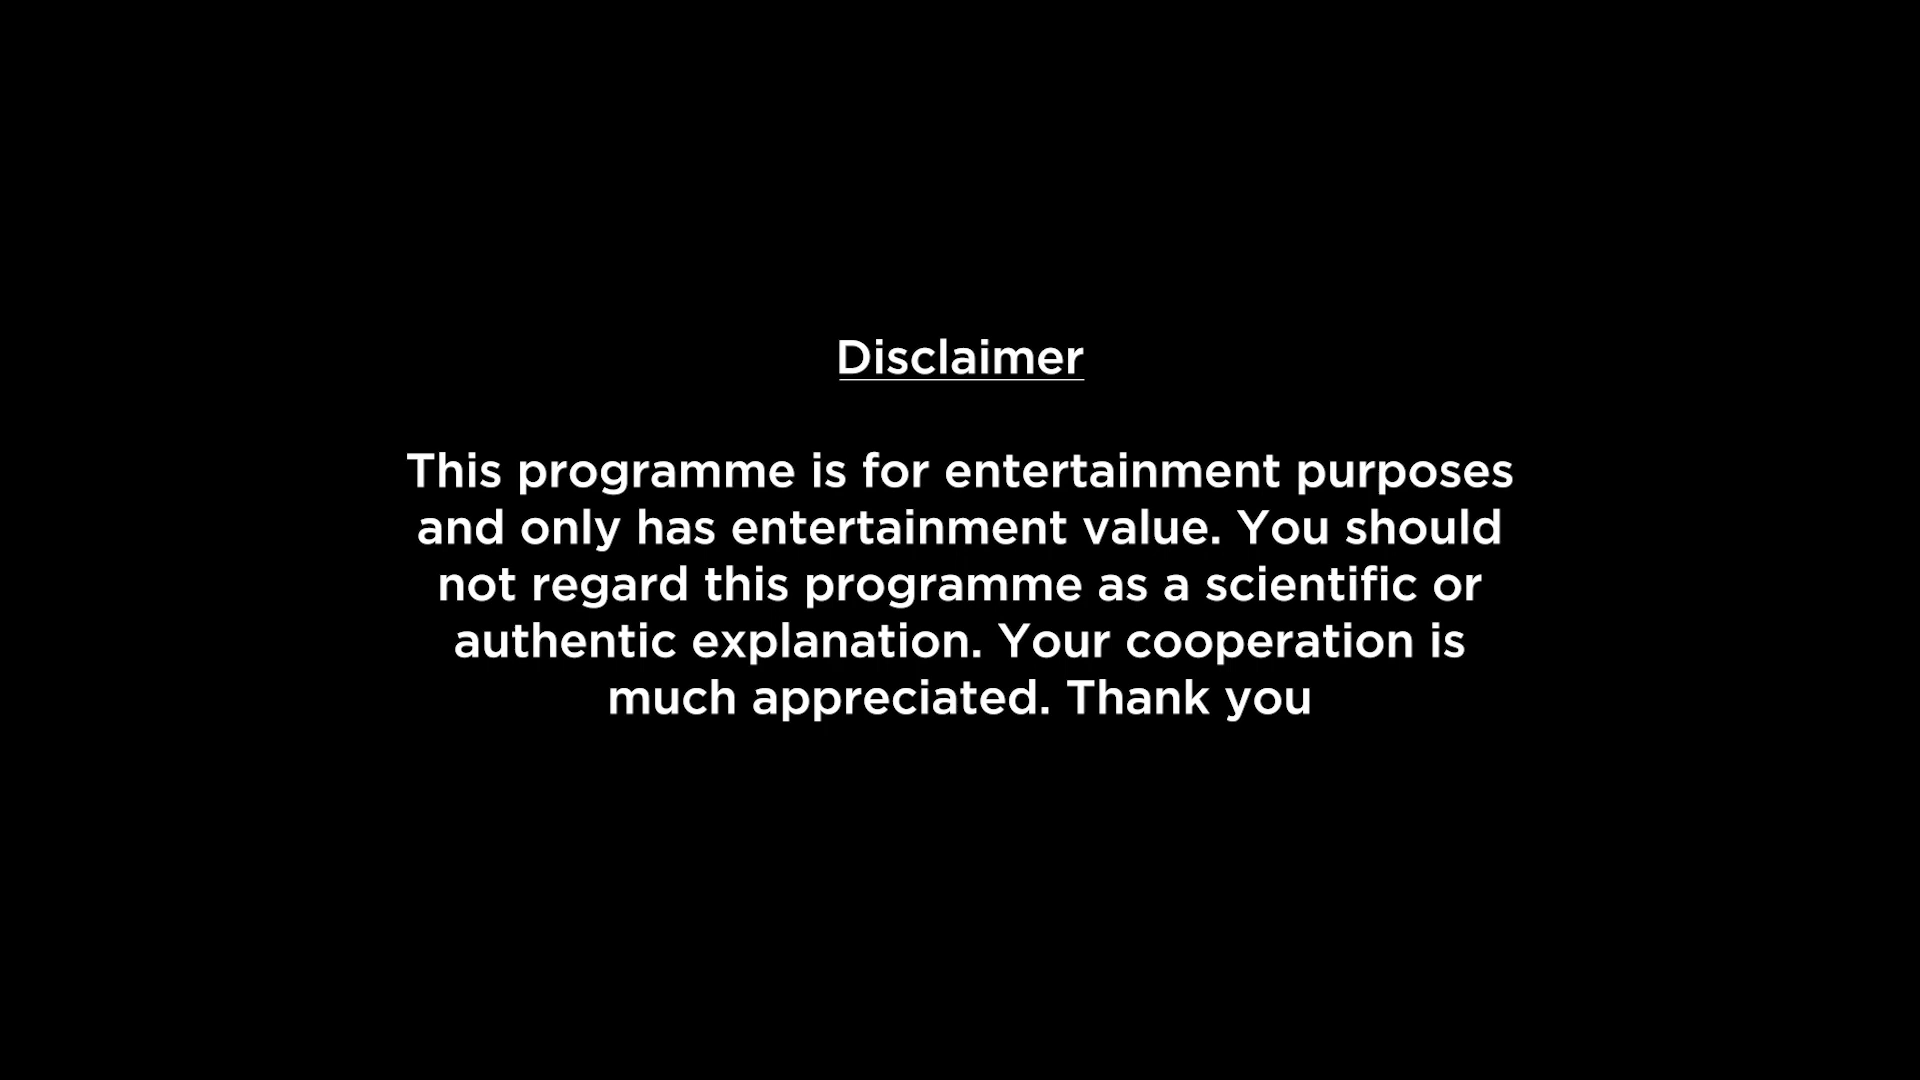 Disclaimer
This programme is for entertainment purposes
and only has entertainment value. You should
not regard this programme as a scientific or
authentic explanation. Your cooperation is
much appreciated. Thank you